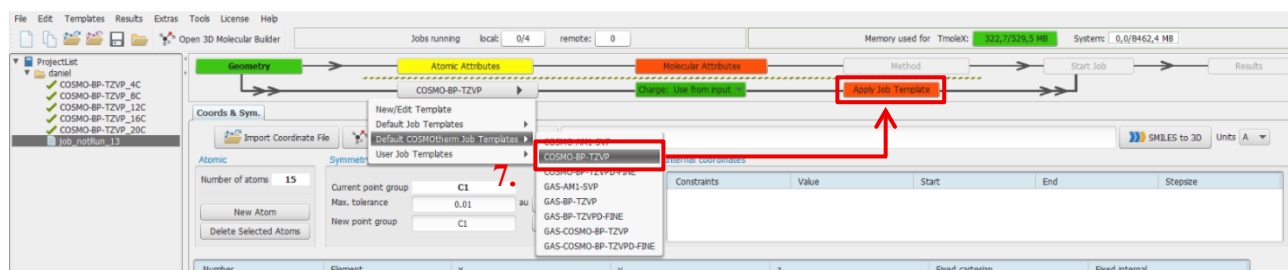 File Edit Templates Results Extras Tools License Help
Open 3D Molecular Builder Jobs running local: 0/4 remote: 0 Memory used for TmoleX: 322,7/529,5 MB System: 0,0/8462,4 MB
ProjectList
daniel
COSMO-BP-TZVP_4C
COSMO-BP-TZVP_8C
COSMO-BP-TZVP_12C
COSMO-BP-TZVP_16C
COSMO-BP-TZVP_20C
job_notRun_13
Geometry Atomic Attributes Molecular Attributes Method Start Job Results
COSMO-BP-TZVP Charge: Use from input Apply Job Template
New/Edit Template
Default Job Templates
Default COSMOtherm Job Templates
User Job Templates
COSMO-AM1-SVP
COSMO-BP-TZVP
COSMO-BP-TZVPD-FINE
GAS-AM1-SVP
GAS-BP-TZVP
GAS-BP-TZVPD-FINE
GAS-COSMO-BP-TZVP
GAS-COSMO-BP-TZVPD-FINE
7.
Coords & Sym.
Import Coordinate File SMILES to 3D Units A
Atomic
Number of atoms 15
New Atom
Delete Selected Atoms
Symmetry
Current point group C1
Max. tolerance 0.01 au
New point group C1
Internal coordinates
Constraints Value Start End Stepsize
Number Element x y z Fixed cartesian Fixed internal